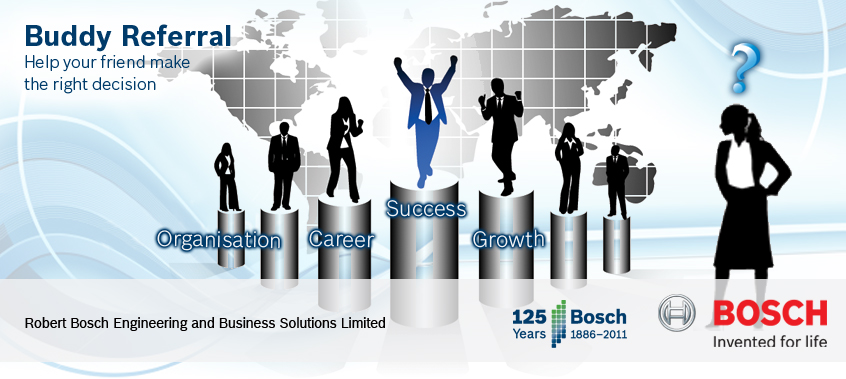 Buddy Referral
Help your friend make
the right decision
?
Success
Organisation
Career
Growth
Robert Bosch Engineering and Business Solutions Limited
125 Years
Bosch
1886–2011
BOSCH
Invented for life